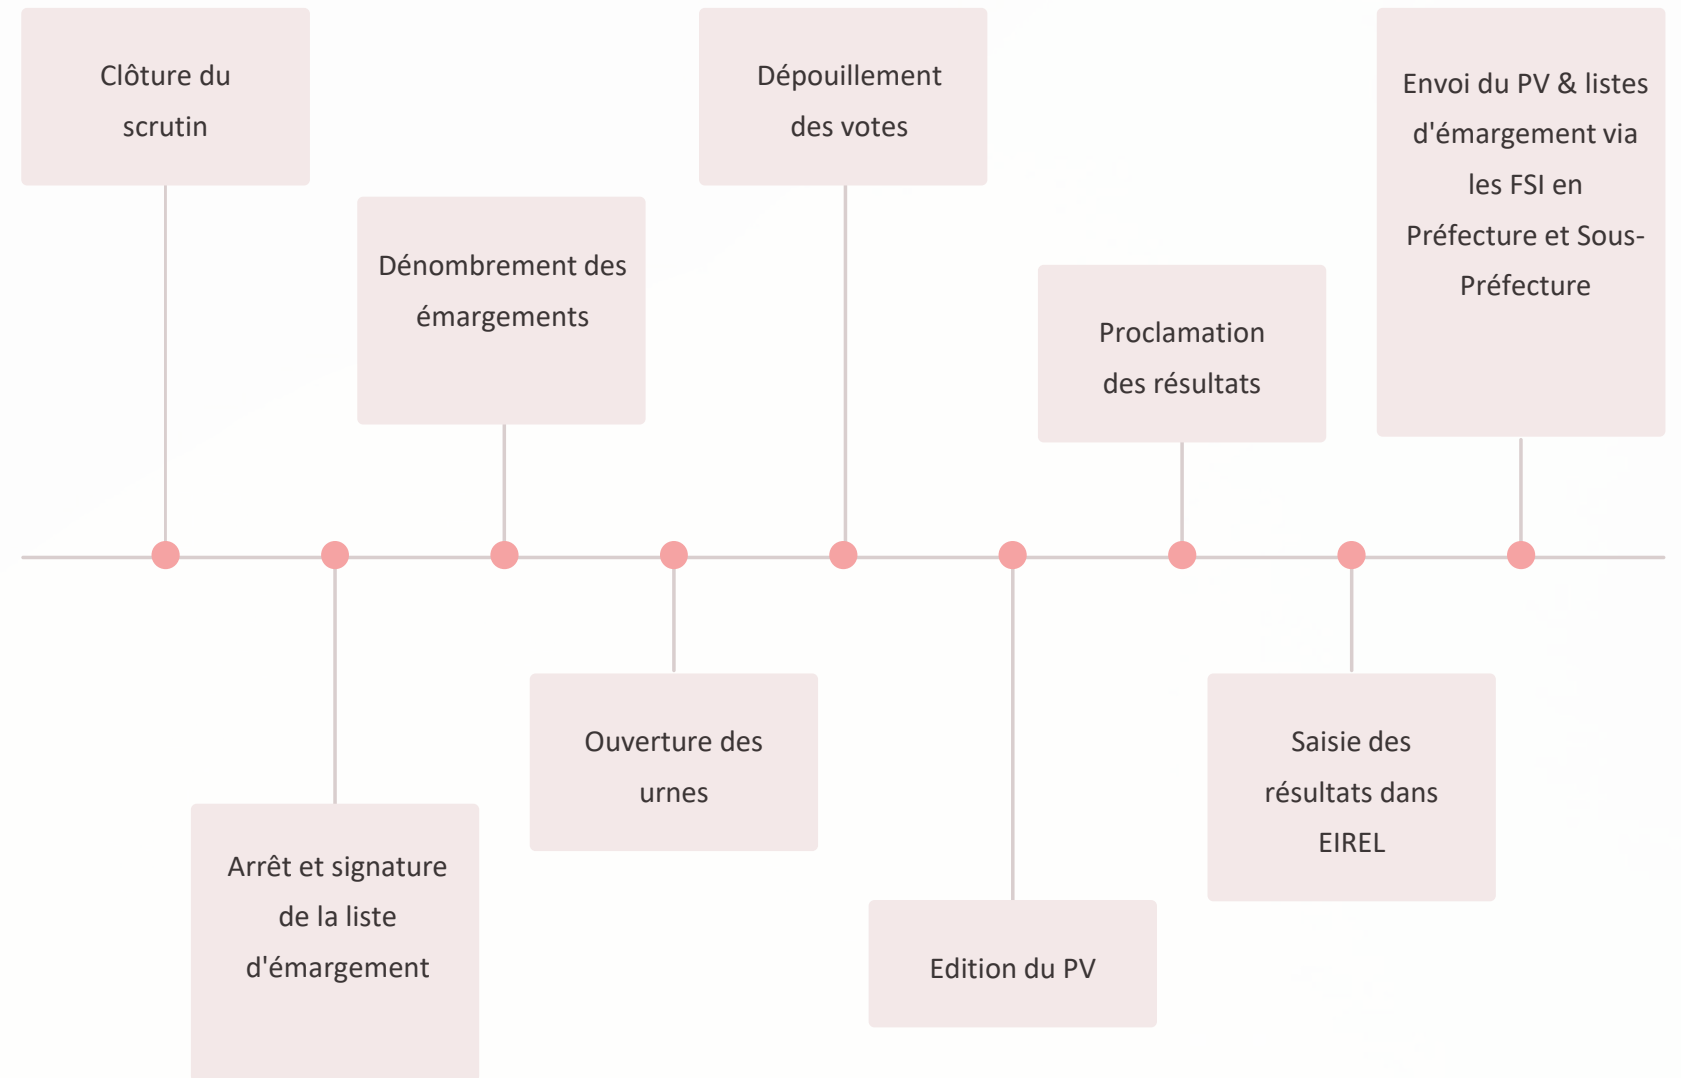 Clôture du
scrutin
Arrêt et signature
de la liste
d'émargement
Dénombrement des
émargements
Ouverture des
urnes
Dépouillement
des votes
Edition du PV
Proclamation
des résultats
Saisie des
résultats dans
EIREL
Envoi du PV & listes
d'émargement via
les FSI en
Préfecture et Sous-
Préfecture